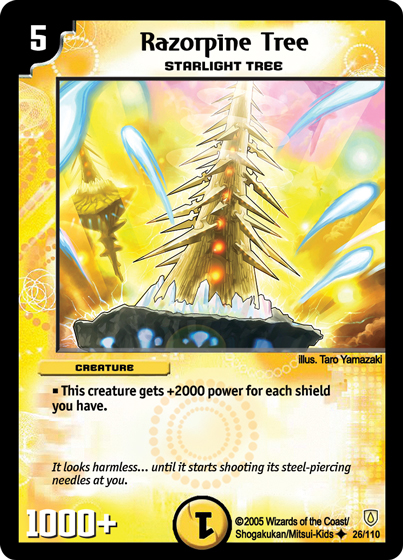 5
Razorpine Tree
STARLIGHT TREE
Illus. Taro Yamazaki
CREATURE
▪ This creature gets +2000 power for each shield
you have.
It looks harmless... until it starts shooting its steel-piercing
needles at you.
1000+
1
©2005 Wizards of the Coast/
Shogakukan/Mitsui-Kids ✦ 26/110